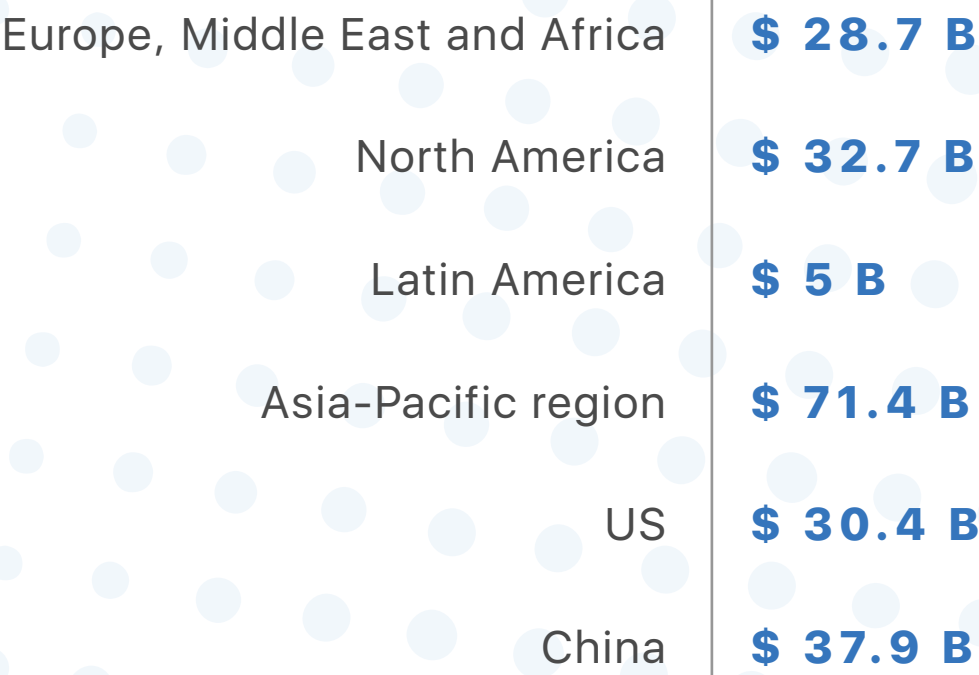 Europe, Middle East and Africa $ 28.7 B
North America $ 32.7 B
Latin America $ 5 B
Asia-Pacific region $ 71.4 B
US $ 30.4 B
China $ 37.9 B